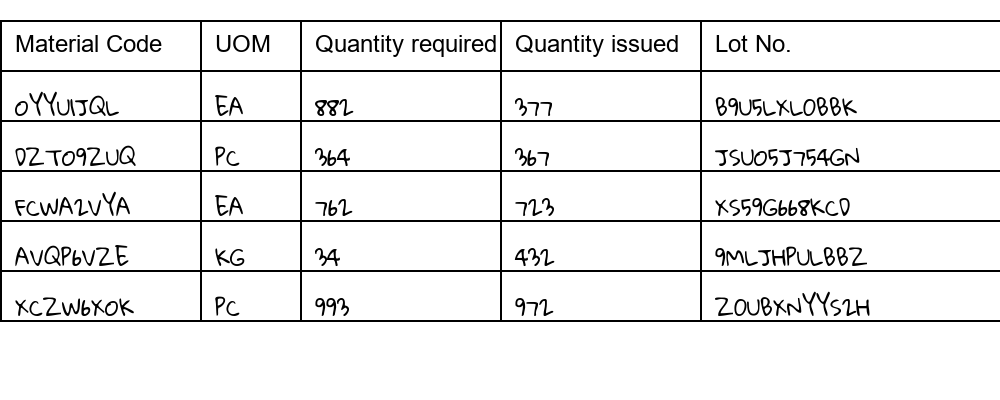 Material Code UOM Quantity required Quantity issued Lot No.
0YYUIJQL EA 882 377 B9U5LXLOBBK
DZTO9ZUQ PC 364 367 JSUO5J754GN
FCWA2VYA EA 762 723 XS59G668KCD
AVQP6VZE KG 34 432 9MLJHPULBBZ
XCZW6XOK PC 993 972 ZOUBXNYYS2H